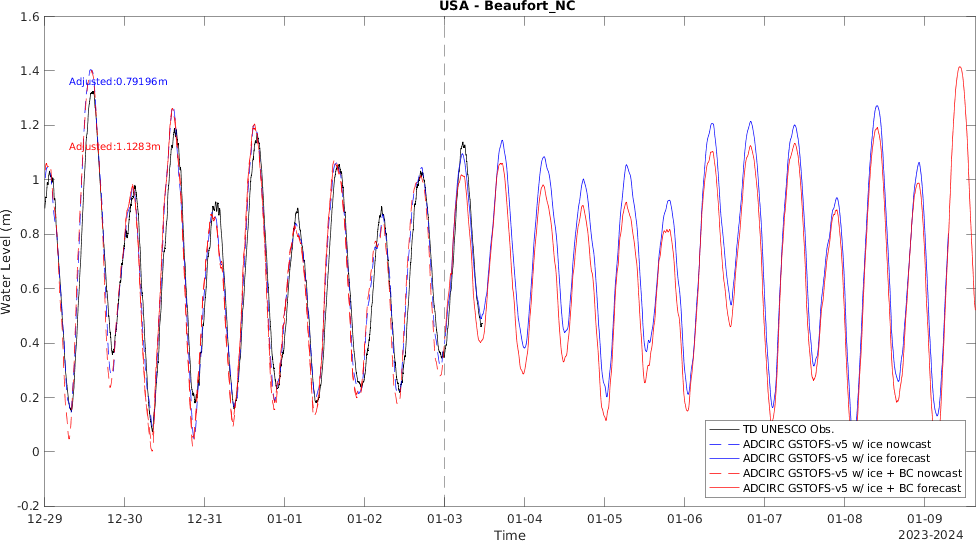 USA - Beaufort_NC
1.6
1.4
1.2
1
0.8
0.6
0.4
0.2
0
-0.2
Water Level (m)
Adjusted:0.79196m
Adjusted:1.1283m
TD UNESCO Obs.
ADCIRC GSTOFS-v5 w/ ice nowcast
ADCIRC GSTOFS-v5 w/ ice forecast
ADCIRC GSTOFS-v5 w/ ice + BC nowcast
ADCIRC GSTOFS-v5 w/ ice + BC forecast
12-29 12-30 12-31 01-01 01-02 01-03 01-04 01-05 01-06 01-07 01-08 01-09
2023-2024
Time